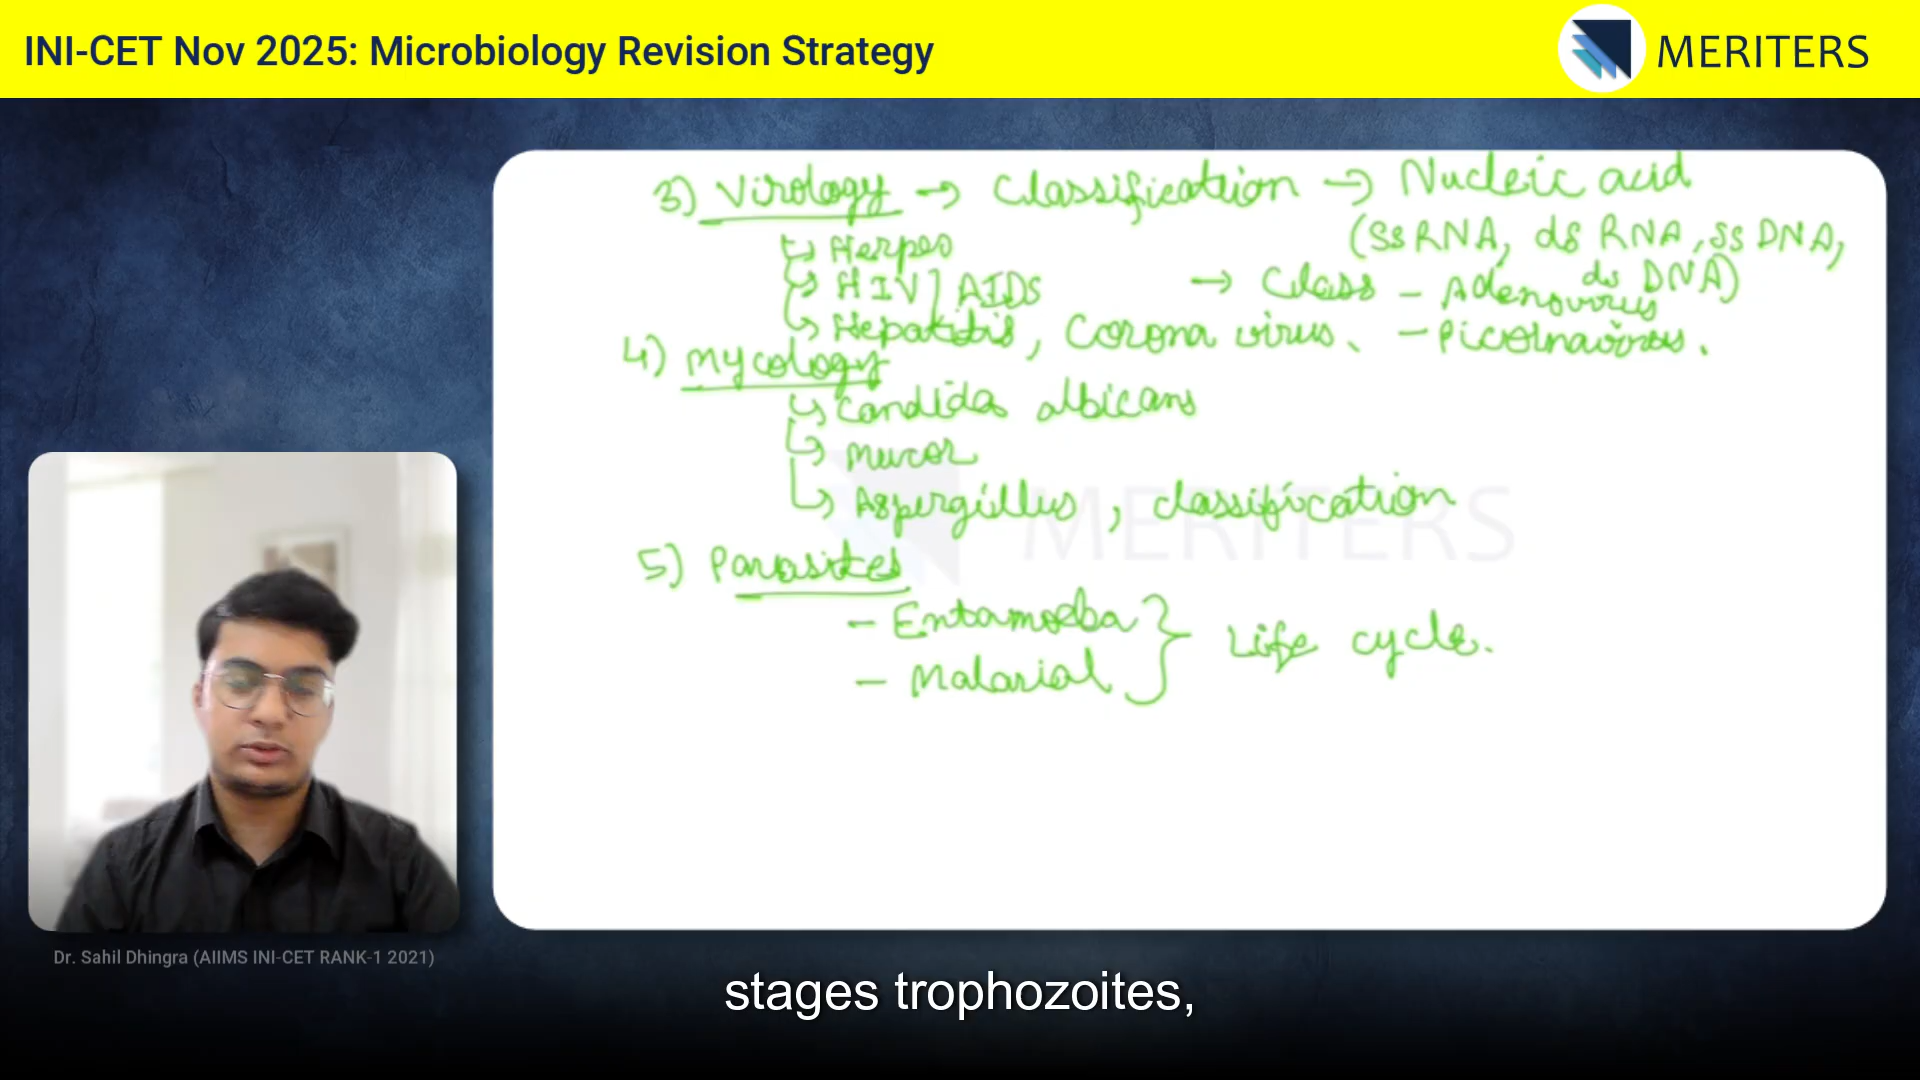 INI-CET Nov 2025: Microbiology Revision Strategy
MERITERS
3) Virology → Classification → Nucleic acid
(ss RNA, ds RNA, ss DNA,
ds DNA)
↳ Herpes
↳ HIV] AIDS → Class - Adenovirus
↳ Hepatitis, Corona virus. - Picornavirus.
4) Mycology
↳ Candida albicans
↳ Mucor
↳ Aspergillus, classification
MERITERS
5) Parasites
- Entamoeba } Life cycle.
- Malarial
Dr. Sahil Dhingra (AIIMS INI-CET RANK-1 2021)
stages trophozoites,